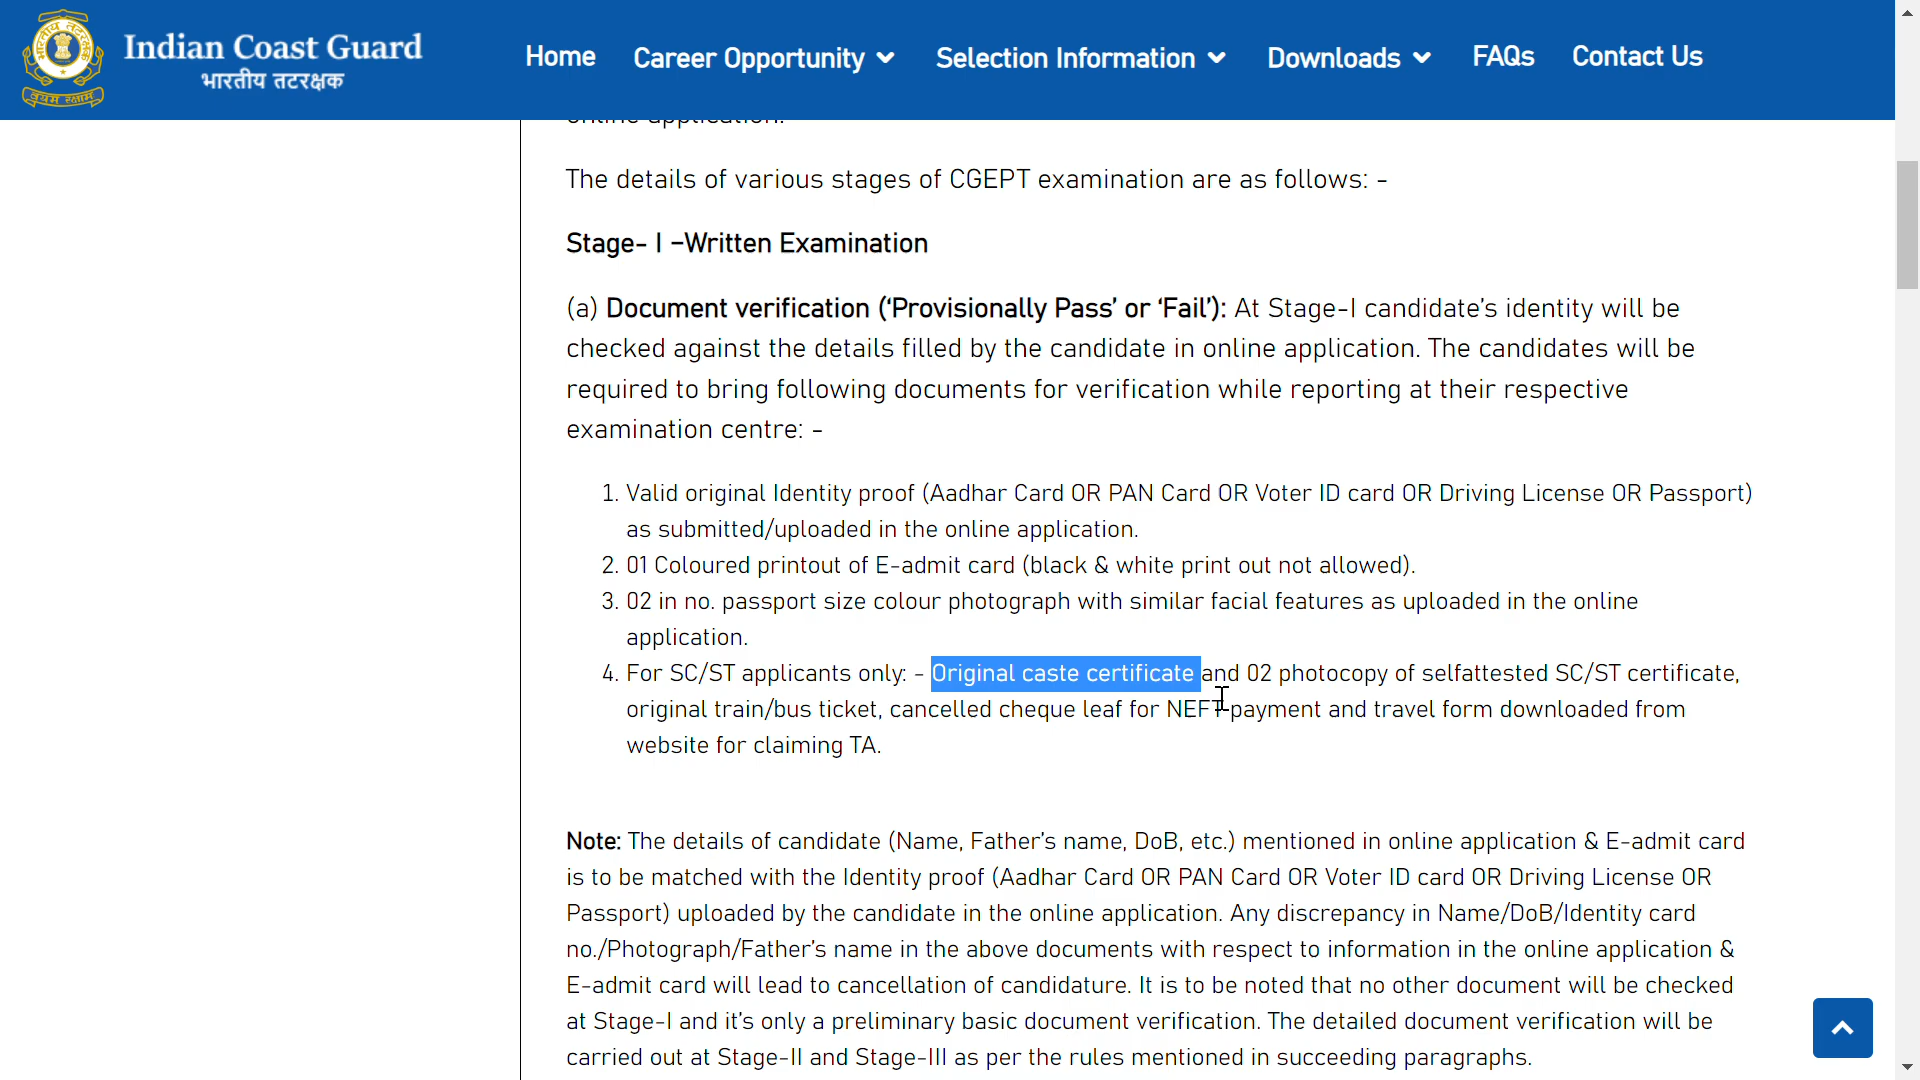 Indian Coast Guard
भारतीय तटरक्षक
वयम रक्षामः
Home
Career Opportunity
Selection Information
Downloads
FAQs
Contact Us
online application.
The details of various stages of CGEPT examination are as follows: -
Stage- I –Written Examination
(a) Document verification (‘Provisionally Pass’ or ‘Fail’): At Stage-I candidate’s identity will be
checked against the details filled by the candidate in online application. The candidates will be
required to bring following documents for verification while reporting at their respective
examination centre: -
1. Valid original Identity proof (Aadhar Card OR PAN Card OR Voter ID card OR Driving License OR Passport)
as submitted/uploaded in the online application.
2. 01 Coloured printout of E-admit card (black & white print out not allowed).
3. 02 in no. passport size colour photograph with similar facial features as uploaded in the online
application.
4. For SC/ST applicants only: - Original caste certificate and 02 photocopy of selfattested SC/ST certificate,
original train/bus ticket, cancelled cheque leaf for NEFT payment and travel form downloaded from
website for claiming TA.
Note: The details of candidate (Name, Father’s name, DoB, etc.) mentioned in online application & E-admit card
is to be matched with the Identity proof (Aadhar Card OR PAN Card OR Voter ID card OR Driving License OR
Passport) uploaded by the candidate in the online application. Any discrepancy in Name/DoB/Identity card
no./Photograph/Father’s name in the above documents with respect to information in the online application &
E-admit card will lead to cancellation of candidature. It is to be noted that no other document will be checked
at Stage-I and it’s only a preliminary basic document verification. The detailed document verification will be
carried out at Stage-II and Stage-III as per the rules mentioned in succeeding paragraphs.